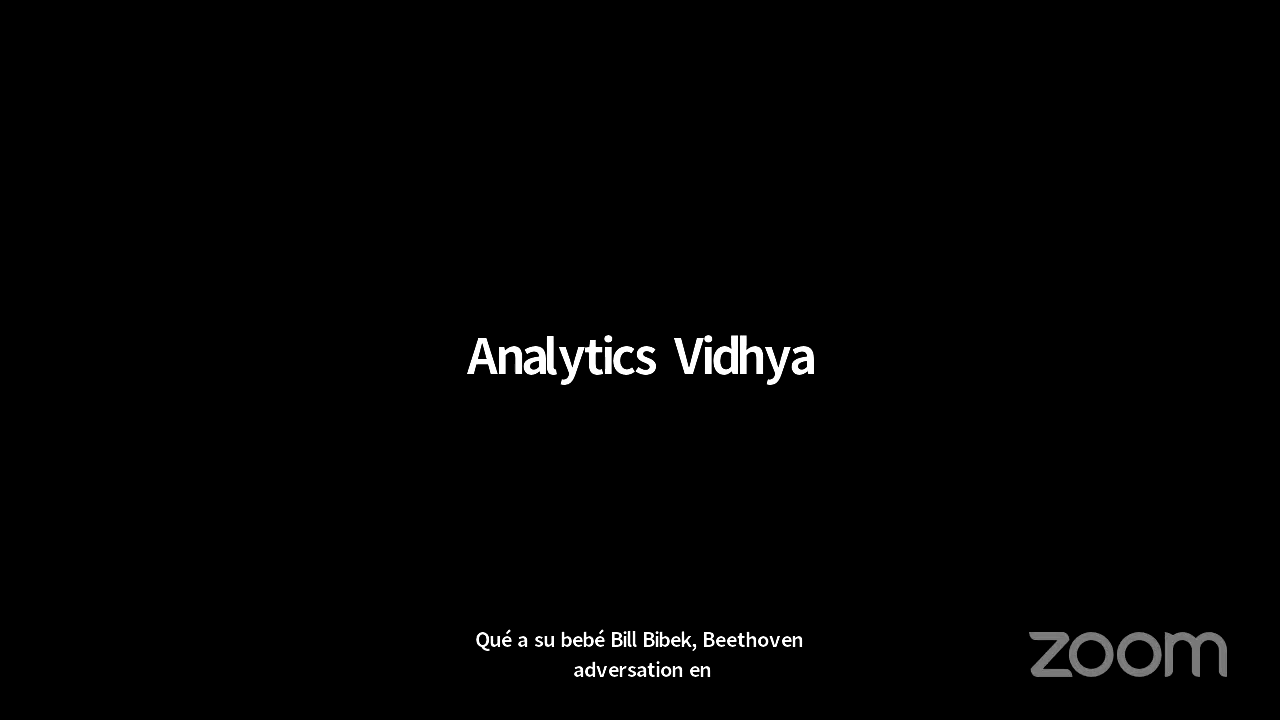 Analytics Vidhya
Qué a su bebé Bill Bibek, Beethoven
adversation en
zoom